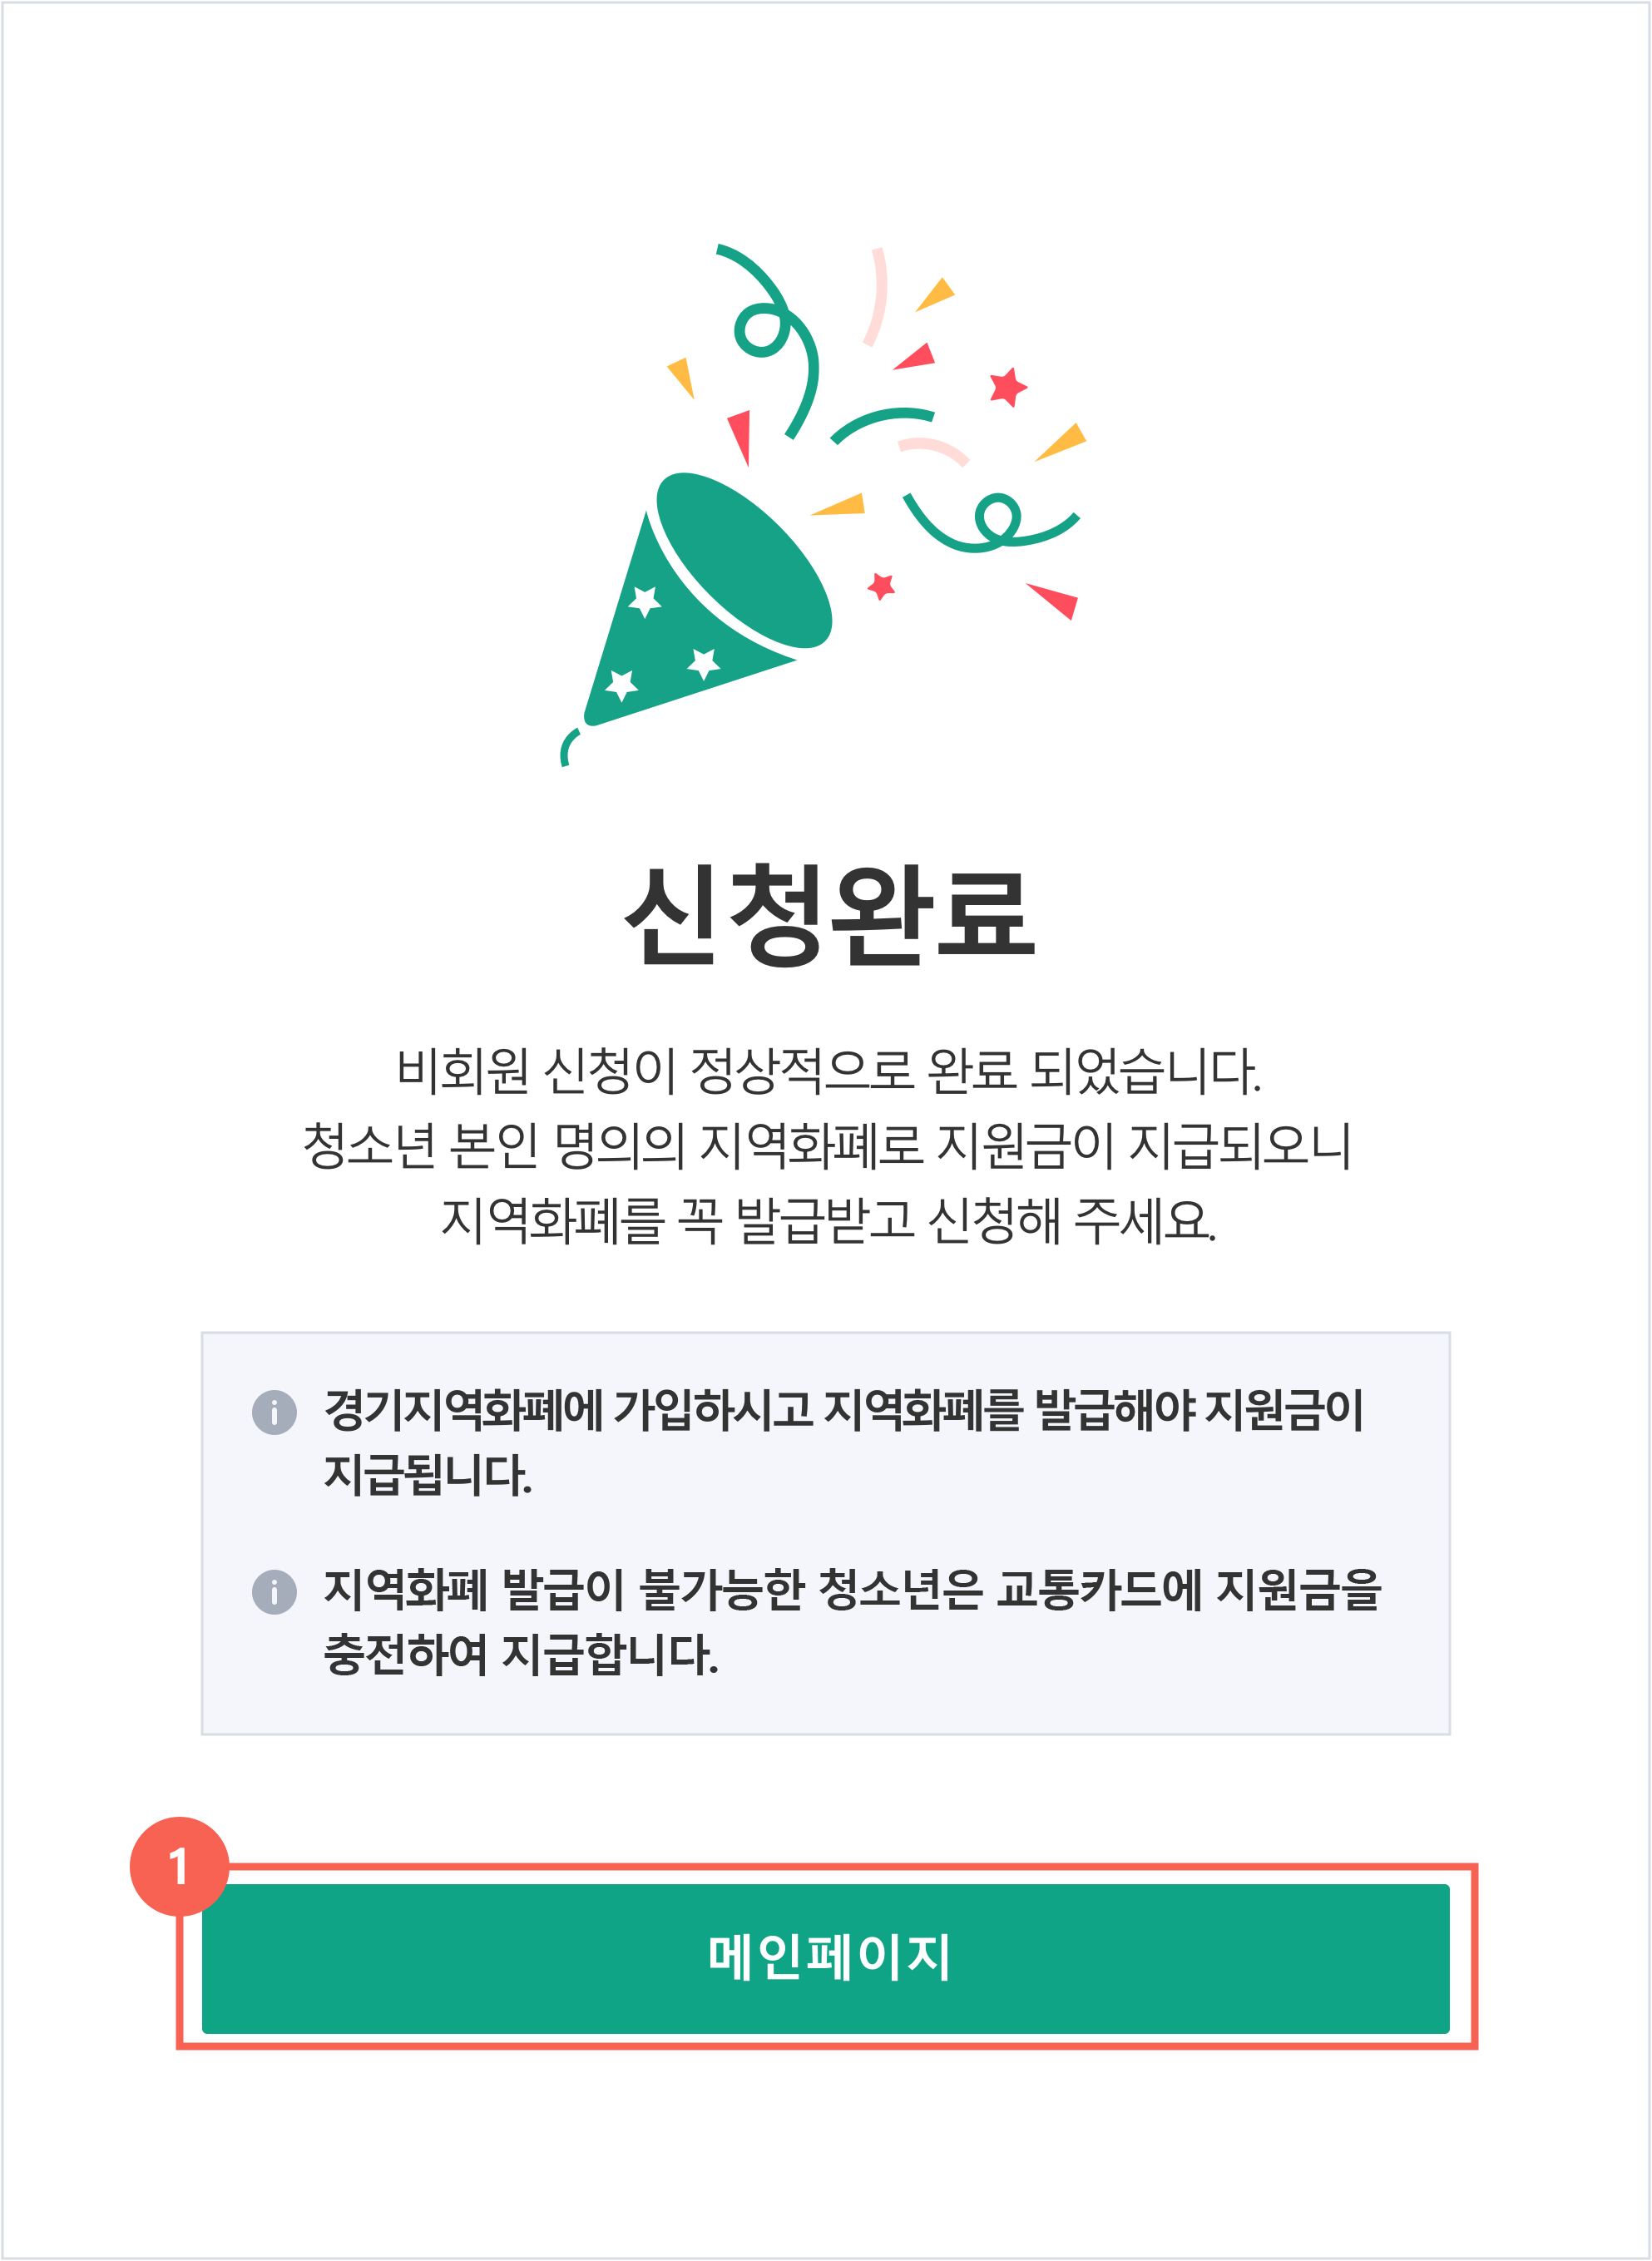 신청완료
비회원 신청이 정상적으로 완료 되었습니다.
청소년 본인 명의의 지역화폐로 지원금이 지급되오니
지역화폐를 꼭 발급받고 신청해 주세요.
경기지역화폐에 가입하시고 지역화폐를 발급해야 지원금이
지급됩니다.
지역화폐 발급이 불가능한 청소년은 교통카드에 지원금을
충전하여 지급합니다.
1
메인페이지